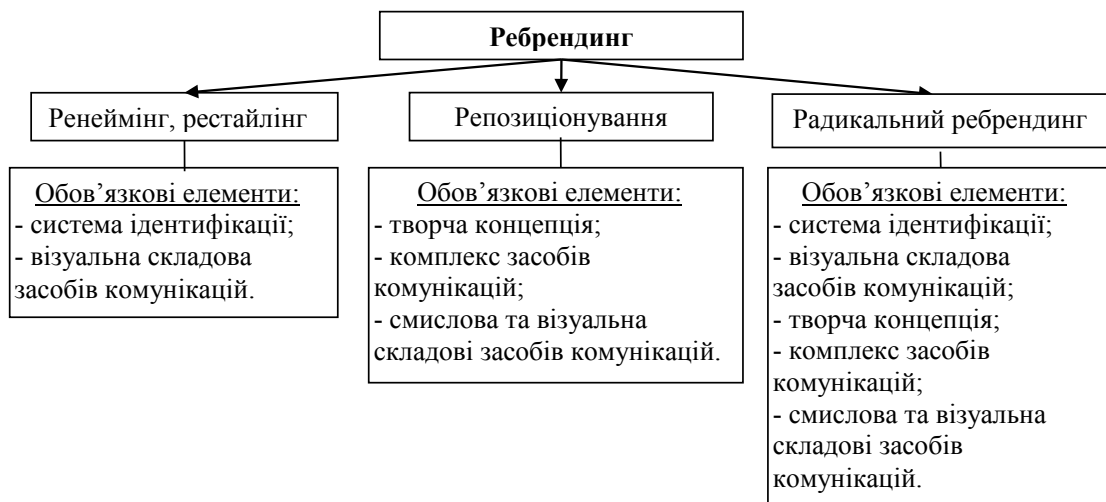 Ребрендинг
Ренеймінг, рестайлінг
Репозиціонування
Радикальний ребрендинг
Обов’язкові елементи:
- система ідентифікації;
- візуальна складова
засобів комунікацій.
Обов’язкові елементи:
- творча концепція;
- комплекс засобів
комунікацій;
- смислова та візуальна
складові засобів комунікацій.
Обов’язкові елементи:
- система ідентифікації;
- візуальна складова
засобів комунікацій;
- творча концепція;
- комплекс засобів
комунікацій;
- смислова та візуальна
складові засобів
комунікацій.